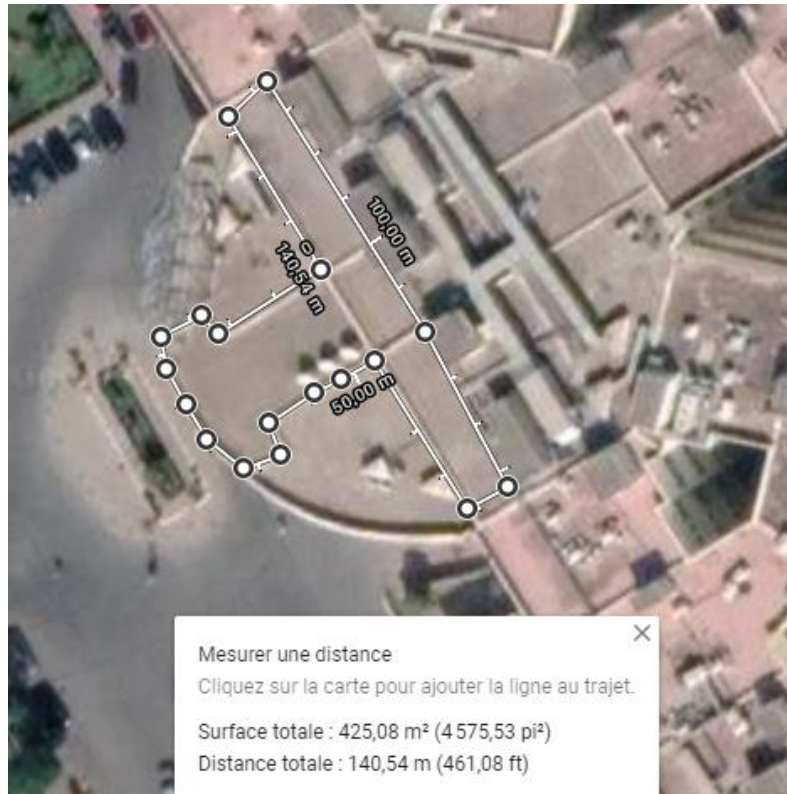 100,00 m
0
140,54 m
50,00 m
Mesurer une distance
Cliquez sur la carte pour ajouter la ligne au trajet.
Surface totale : 425,08 m² (4 575,53 pi²)
Distance totale : 140,54 m (461,08 ft)